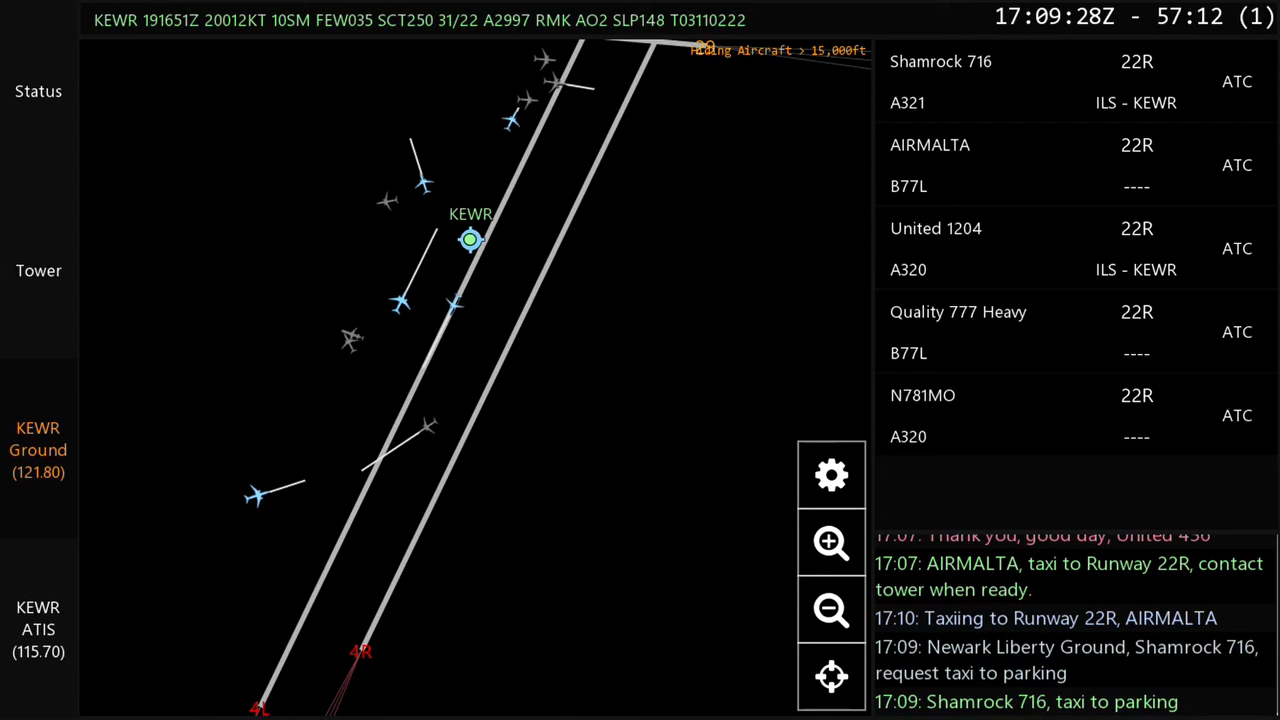 KEWR 191651Z 20012KT 10SM FEW035 SCT250 31/22 A2997 RMK AO2 SLP148 T03110222
17:09:28Z - 57:12 (1)
Hiding Aircraft > 15,000ft
Status
Tower
KEWR
Ground
(121.80)
KEWR
ATIS
(115.70)
KEWR
4R
4L
Shamrock 716 22R ATC
A321 ILS - KEWR
AIRMALTA 22R ATC
B77L ----
United 1204 22R ATC
A320 ILS - KEWR
Quality 777 Heavy 22R ATC
B77L ----
N781MO 22R ATC
A320 ----
17:07: Thank you, good day, United 436
17:07: AIRMALTA, taxi to Runway 22R, contact
tower when ready.
17:10: Taxiing to Runway 22R, AIRMALTA
17:09: Newark Liberty Ground, Shamrock 716,
request taxi to parking
17:09: Shamrock 716, taxi to parking